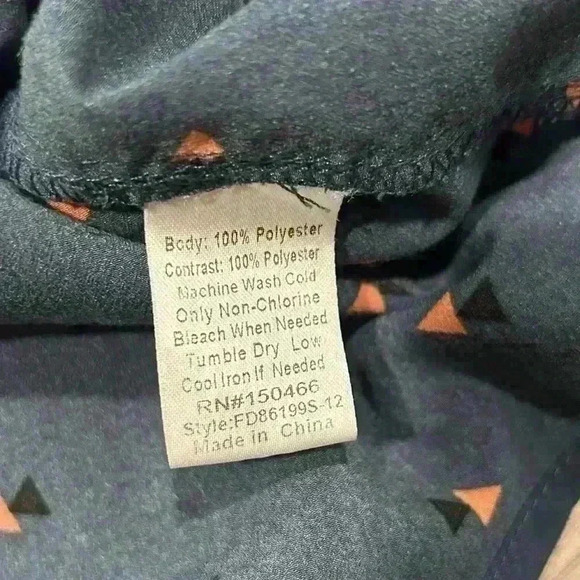 Body: 100% Polyester
Contrast: 100% Polyester
Machine Wash Cold
Only Non-Chlorine
Bleach When Needed
Tumble Dry Low
Cool Iron If Needed
RN#150466
Style:FD86199S-12
Made in China